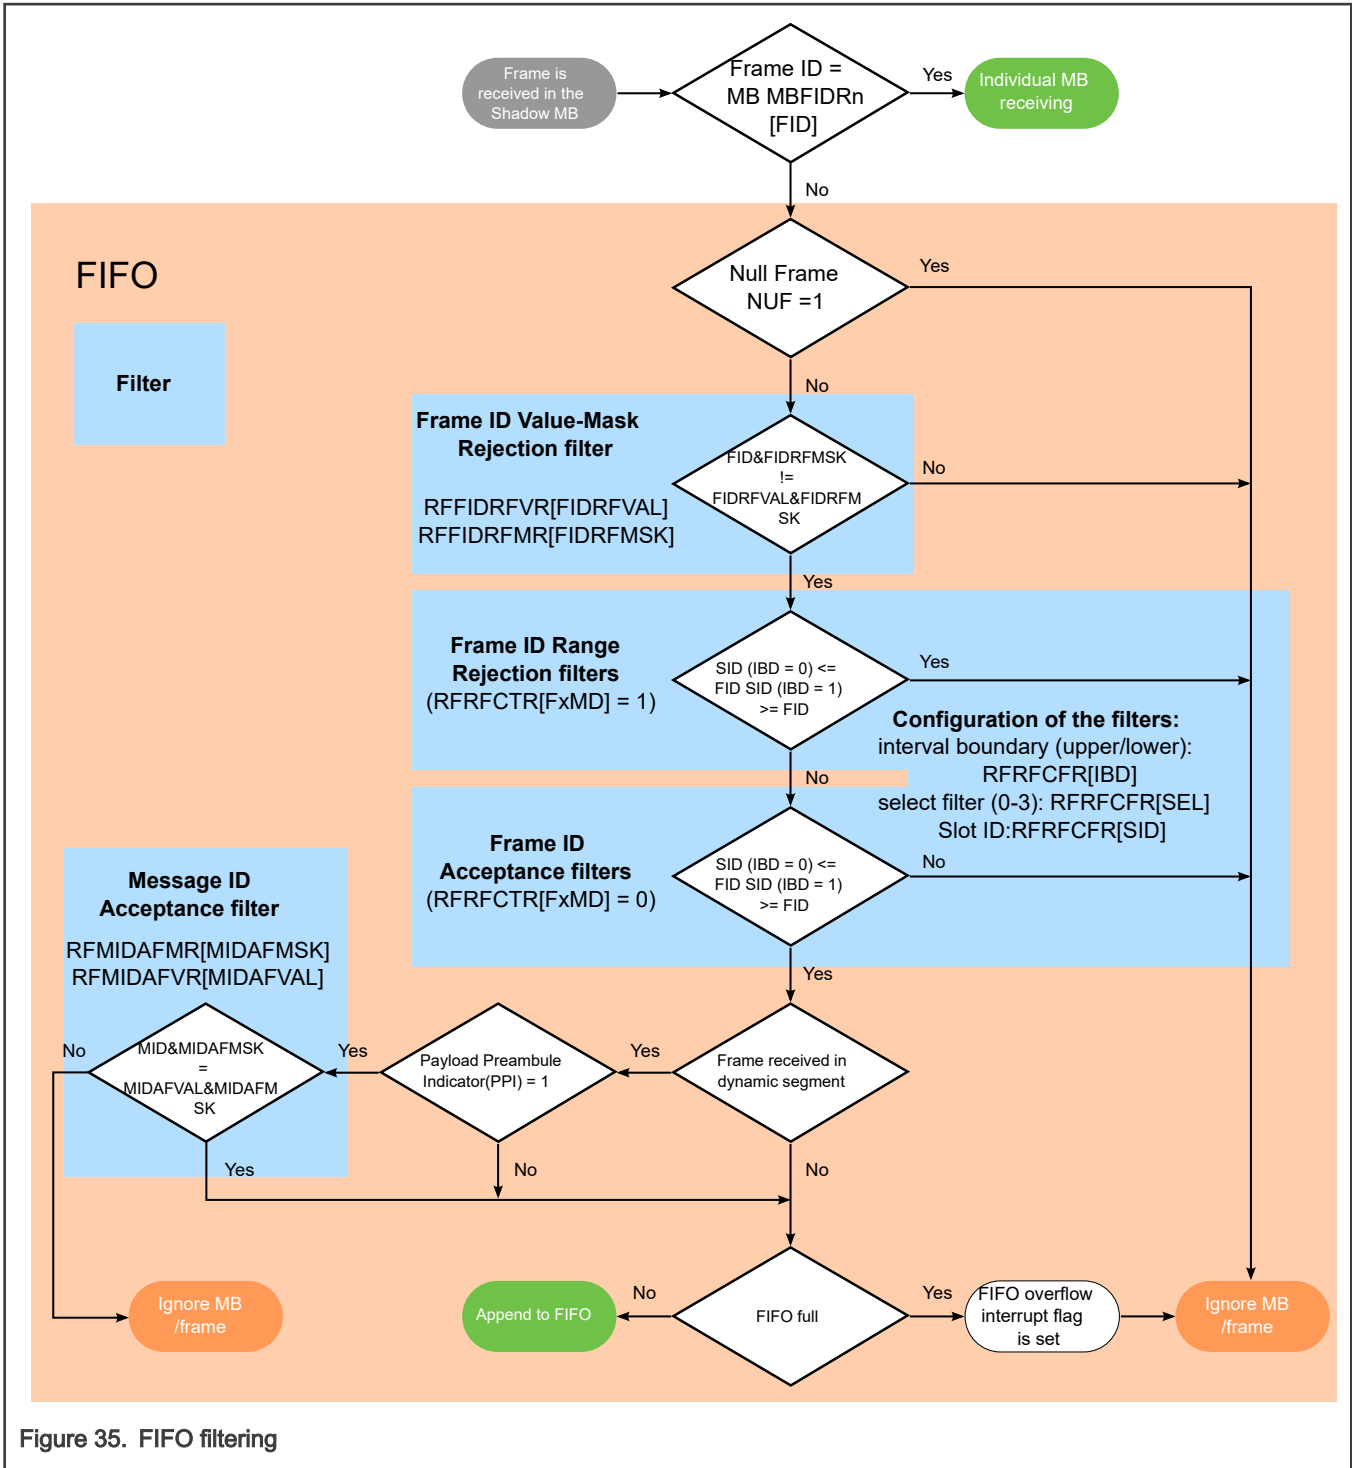 Frame is
received in the
Shadow MB
Frame ID =
MB MBFIDRn
[FID]
Yes
Individual MB
receiving
No
FIFO
Null Frame
NUF =1
Yes
Filter
No
Frame ID Value-Mask
Rejection filter
RFFIDRFVR[FIDRFVAL]
RFFIDRFMR[FIDRFMSK]
FID&FIDRFMSK
!=
FIDRFVAL&FIDRFM
SK
No
Yes
Frame ID Range
Rejection filters
(RFRFCTR[FxMD] = 1)
SID (IBD = 0) <=
FID SID (IBD = 1)
>= FID
Yes
Configuration of the filters:
interval boundary (upper/lower):
RFRFCFR[IBD]
select filter (0-3): RFRFCFR[SEL]
Slot ID:RFRFCFR[SID]
No
Frame ID
Acceptance filters
(RFRFCTR[FxMD] = 0)
SID (IBD = 0) <=
FID SID (IBD = 1)
>= FID
No
Message ID
Acceptance filter
RFMIDAFMR[MIDAFMSK]
RFMIDAFVR[MIDAFVAL]
Yes
No
MID&MIDAFMSK
=
MIDAFVAL&MIDAFM
SK
Yes
Payload Preambule
Indicator(PPI) = 1
Yes
Frame received in
dynamic segment
Yes
No
No
Ignore MB
/frame
Append to FIFO
No
FIFO full
Yes
FIFO overflow
interrupt flag
is set
Ignore MB
/frame
Figure 35. FIFO filtering